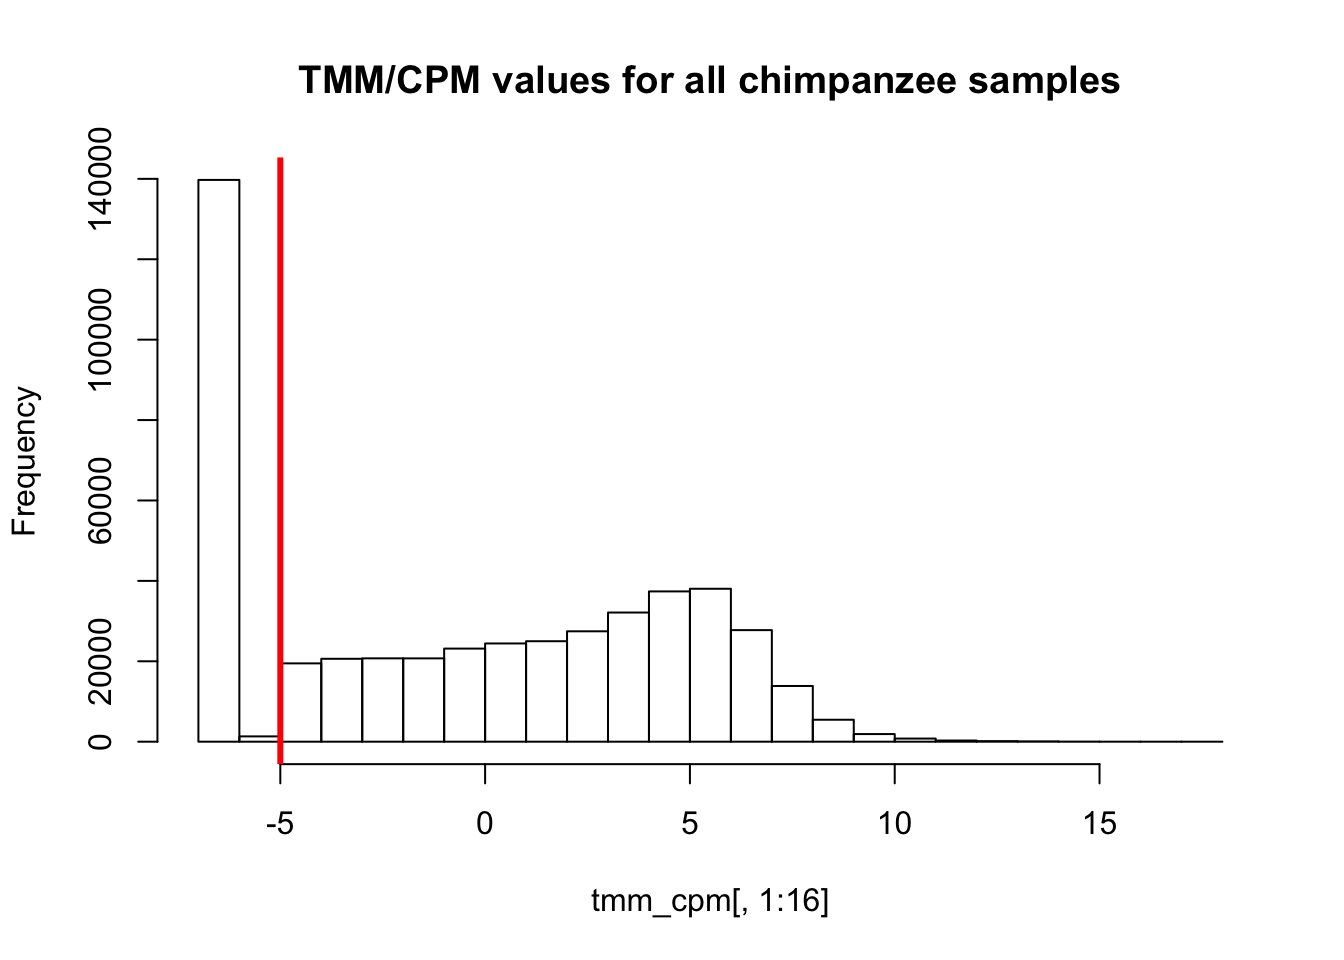 TMM/CPM values for all chimpanzee samples
Frequency
140000
100000
60000
20000
0
-5 0 5 10 15
tmm_cpm[, 1:16]